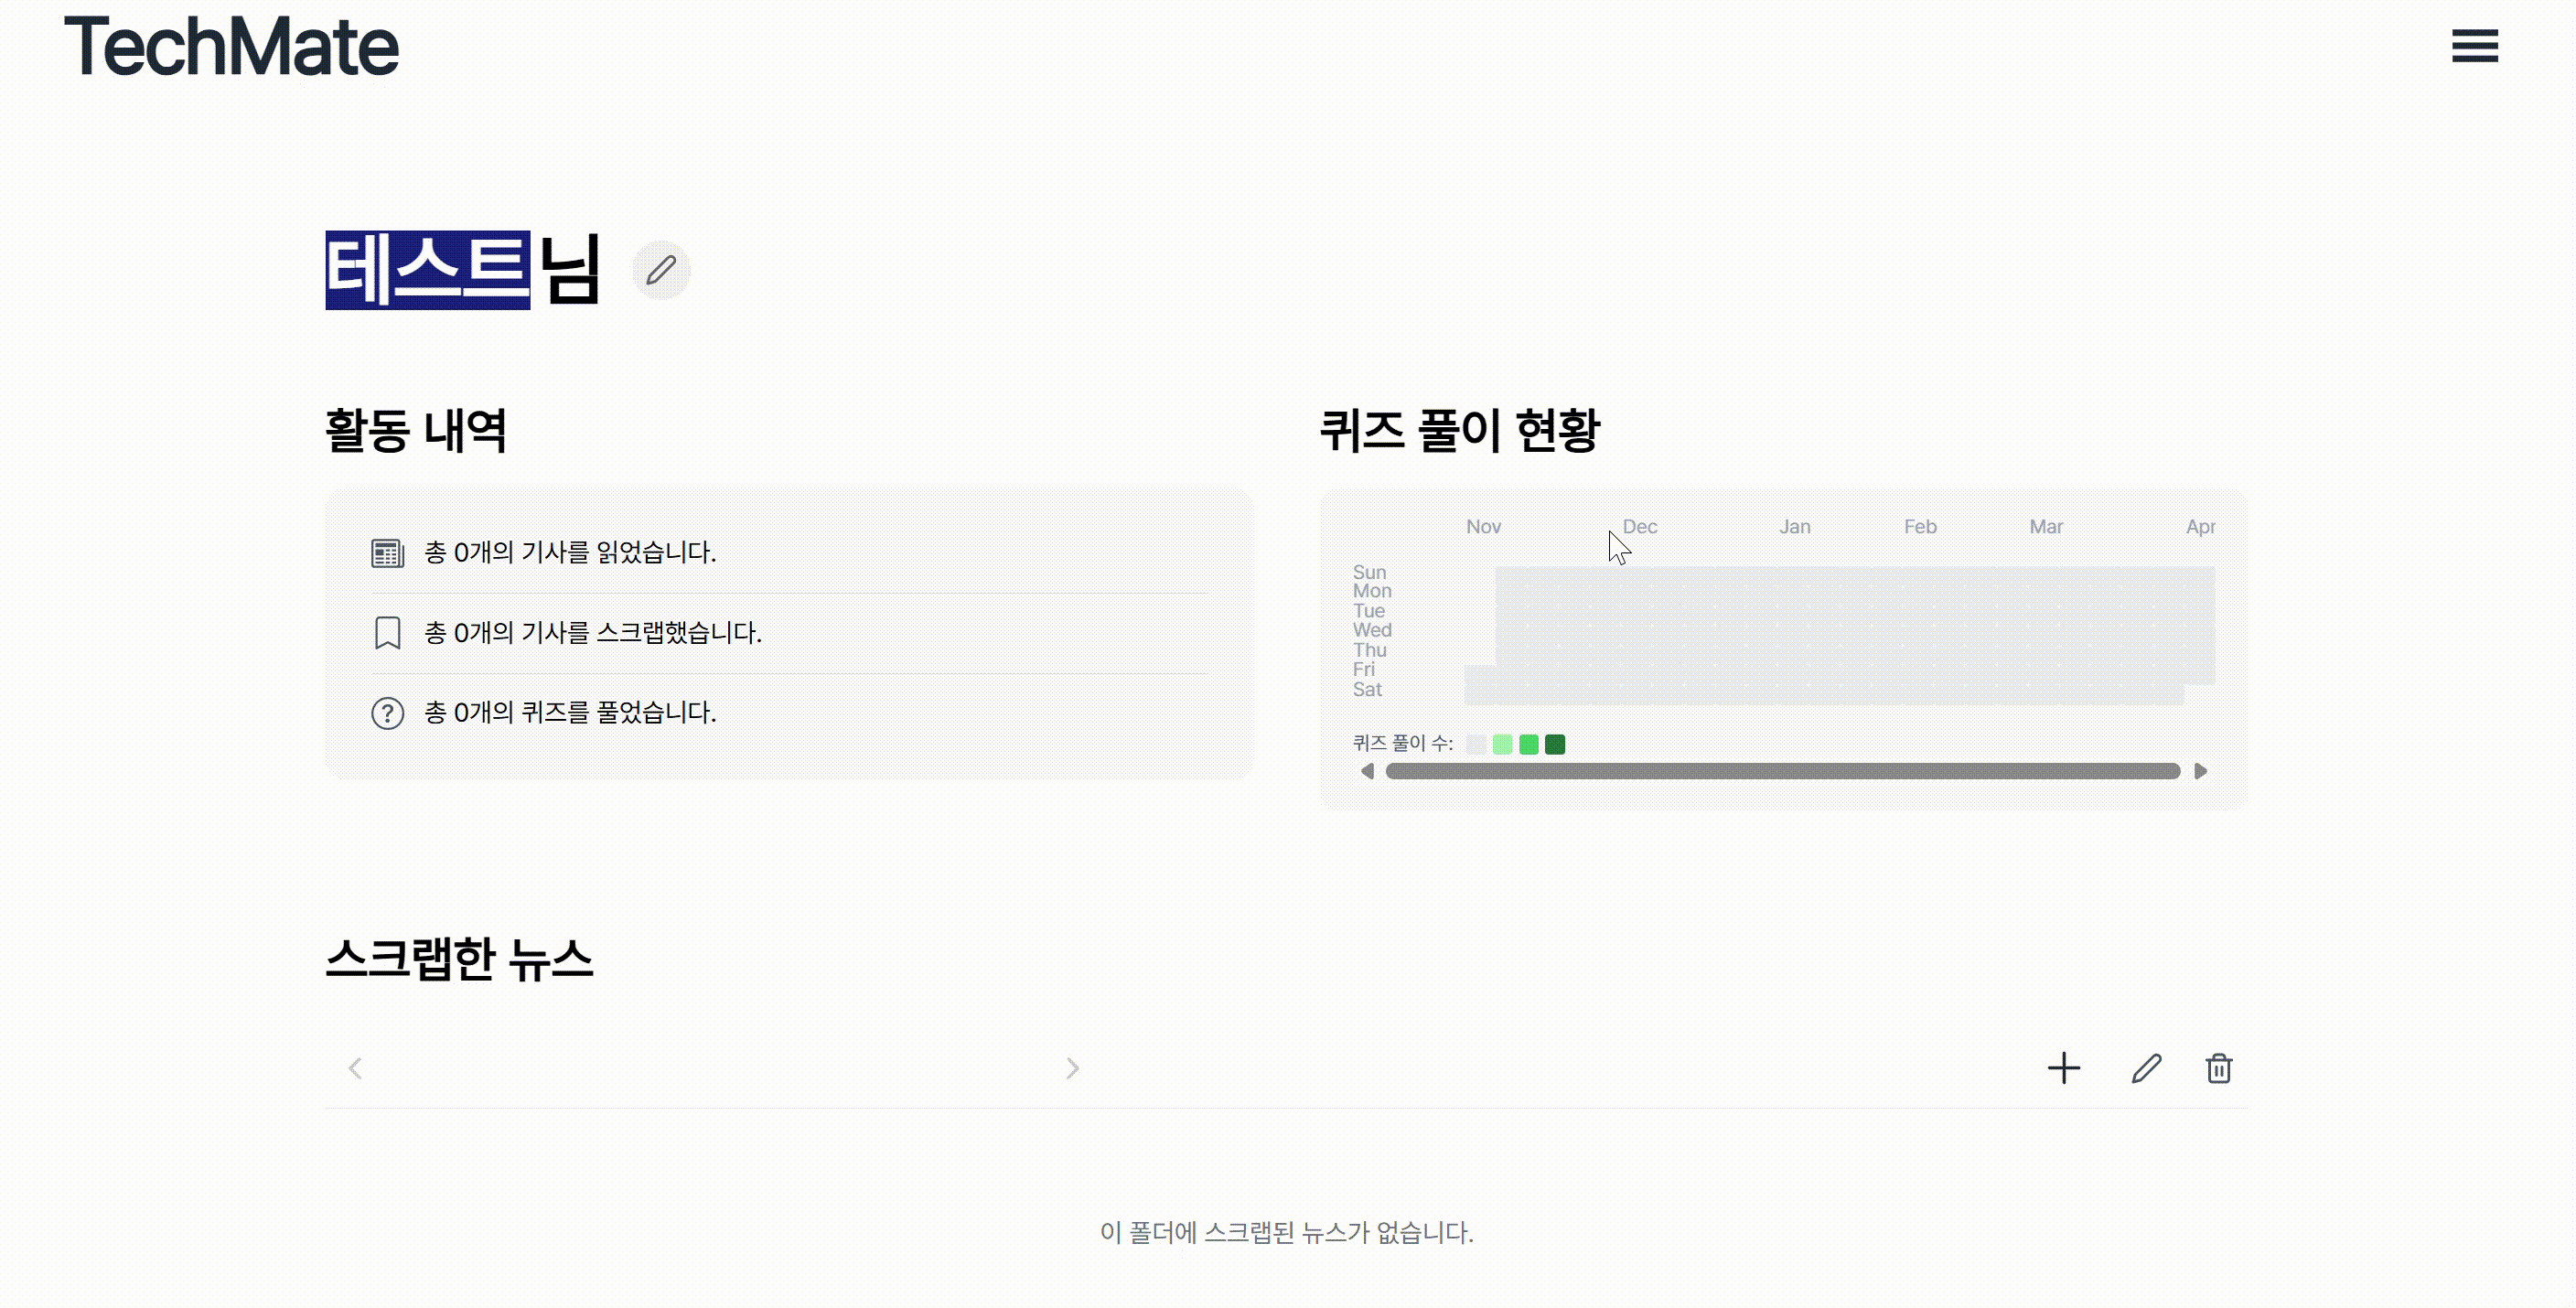 TechMate
테스트님
활동 내역
총 0개의 기사를 읽었습니다.
총 0개의 기사를 스크랩했습니다.
총 0개의 퀴즈를 풀었습니다.
퀴즈 풀이 현황
Nov Dec Jan Feb Mar Apr
Sun
Mon
Tue
Wed
Thu
Fri
Sat
퀴즈 풀이 수:
스크랩한 뉴스
이 폴더에 스크랩된 뉴스가 없습니다.